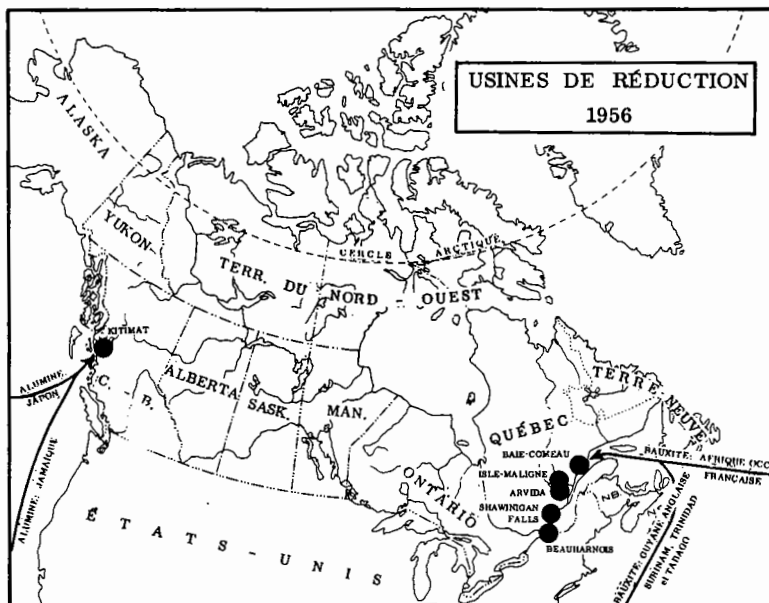 USINES DE RÉDUCTION
1956
ALASKA
YUKON
CERCLE ARCTIQUE
TERR. DU NORD-OUEST
KITIMAT
ALUMINE:
JAPON
ALUMINE: JAMAIQUE
C.-B.
ALBERTA
SASK.
MAN.
ONTARIO
QUÉBEC
TERRE NEUVE
BAIE-COMEAU
ISLE-MALIGNE
ARVIDA
SHAWINIGAN
FALLS
BEAUHARNOIS
NB
BAUXITE: AFRIQUE OCC
FRANÇAISE
BAUXITE: GUYANE ANGLAISE
SURINAM, TRINIDAD
et TABAGO
ÉTATS-UNIS